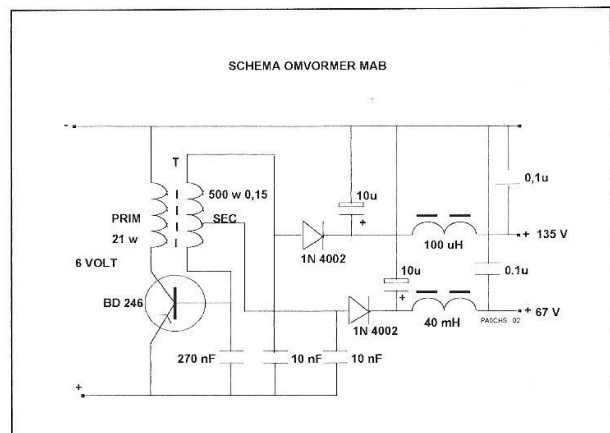 SCHEMA OMVORMER MAB
-
T
500 w 0,15
10u
0,1u
PRIM
SEC
+
+ 135 V
21 w
1N 4002
100 uH
6 VOLT
10u
0.1u
BD 246
+
+ 67 V
1N 4002
40 mH
PA0CHS 02
270 nF
10 nF
10 nF
+